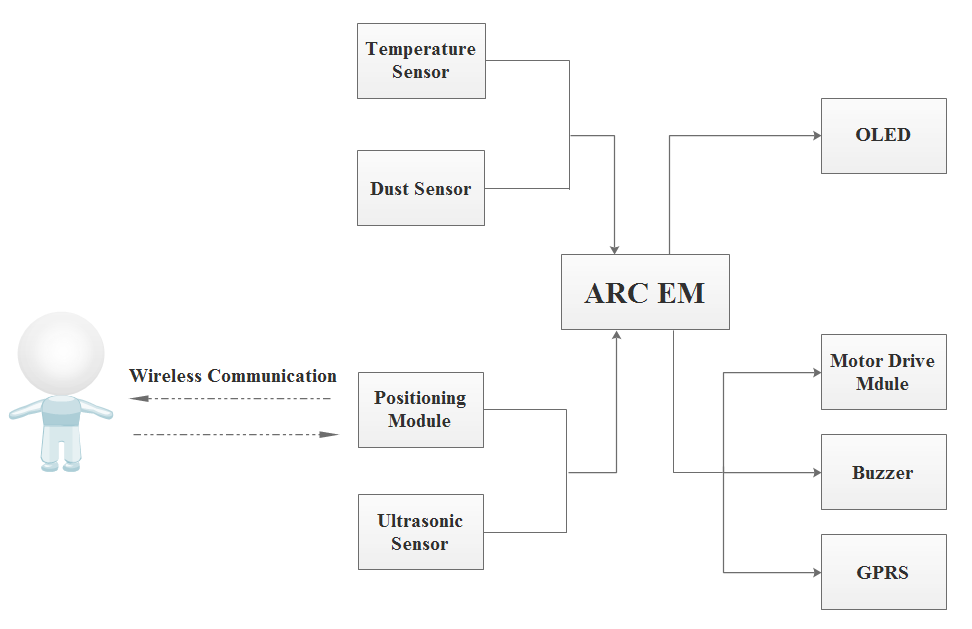 Temperature
Sensor
Dust Sensor
OLED
ARC EM
Wireless Communication
Positioning
Module
Ultrasonic
Sensor
Motor Drive
Mdule
Buzzer
GPRS